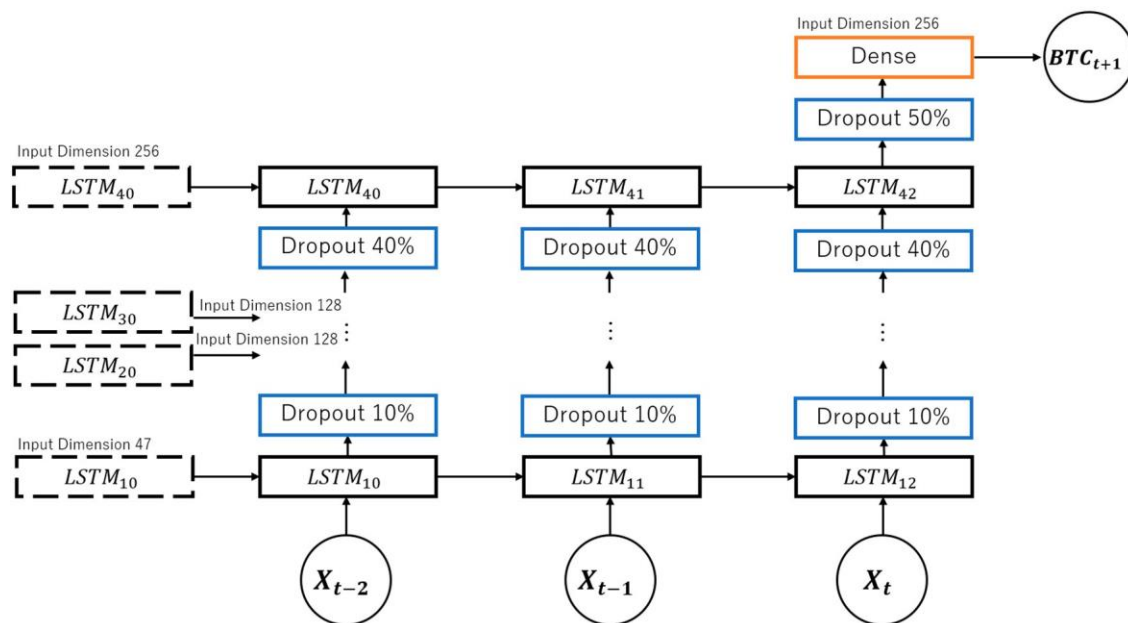 Input Dimension 256
Dense
BTC_{t+1}
Dropout 50%
Input Dimension 256
LSTM_{40}
LSTM_{40}
LSTM_{41}
LSTM_{42}
Dropout 40%
Dropout 40%
Dropout 40%
LSTM_{30}
Input Dimension 128
...
...
...
LSTM_{20}
Input Dimension 128
Dropout 10%
Dropout 10%
Dropout 10%
Input Dimension 47
LSTM_{10}
LSTM_{10}
LSTM_{11}
LSTM_{12}
X_{t-2}
X_{t-1}
X_t